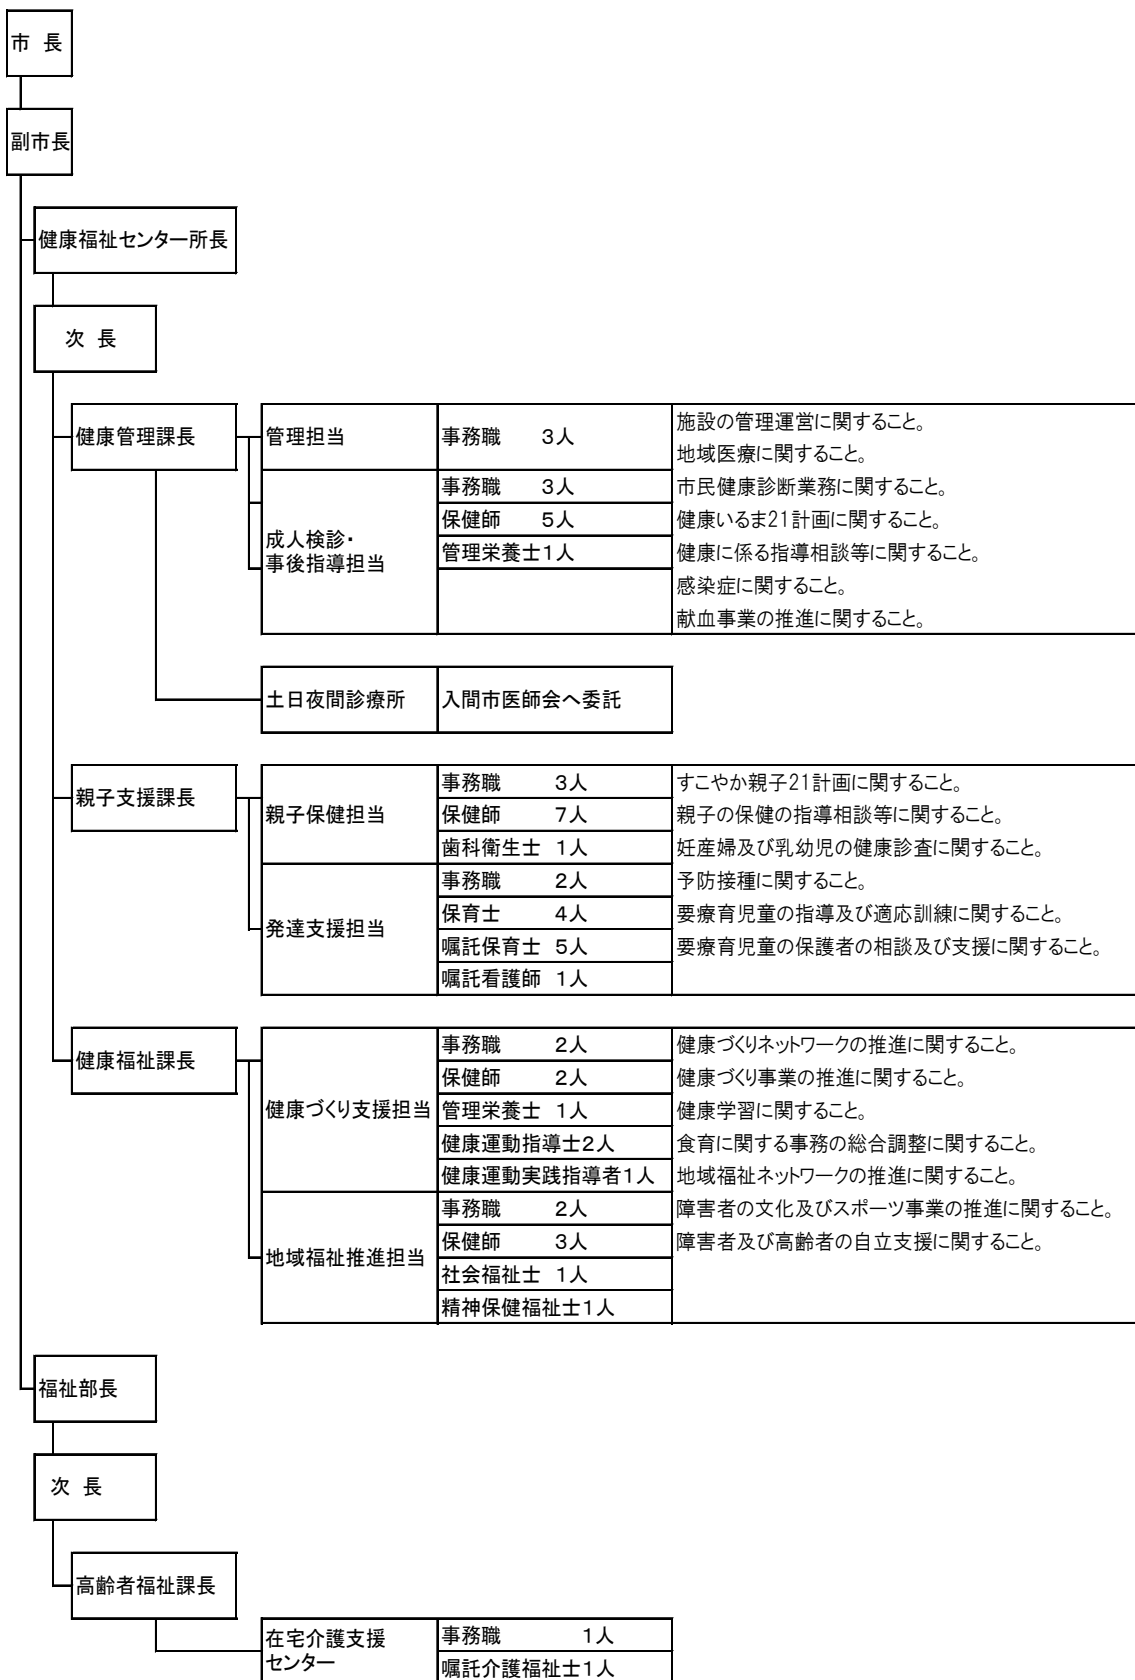 市 長
副市長
健康福祉センター所長
次 長
健康管理課長
管理担当
事務職 3人
施設の管理運営に関すること。
地域医療に関すること。
成人検診・
事後指導担当
事務職 3人
市民健康診断業務に関すること。
保健師 5人
健康いるま21計画に関すること。
管理栄養士1人
健康に係る指導相談等に関すること。
感染症に関すること。
献血事業の推進に関すること。
土日夜間診療所
入間市医師会へ委託
親子支援課長
親子保健担当
事務職 3人
すこやか親子21計画に関すること。
保健師 7人
親子の保健の指導相談等に関すること。
歯科衛生士 1人
妊産婦及び乳幼児の健康診査に関すること。
発達支援担当
事務職 2人
予防接種に関すること。
保育士 4人
要療育児童の指導及び適応訓練に関すること。
嘱託保育士 5人
要療育児童の保護者の相談及び支援に関すること。
嘱託看護師 1人
健康福祉課長
健康づくり支援担当
事務職 2人
健康づくりネットワークの推進に関すること。
保健師 2人
健康づくり事業の推進に関すること。
管理栄養士 1人
健康学習に関すること。
健康運動指導士2人
食育に関する事務の総合調整に関すること。
健康運動実践指導者1人
地域福祉ネットワークの推進に関すること。
地域福祉推進担当
事務職 2人
障害者の文化及びスポーツ事業の推進に関すること。
保健師 3人
障害者及び高齢者の自立支援に関すること。
社会福祉士 1人
精神保健福祉士1人
福祉部長
次 長
高齢者福祉課長
在宅介護支援
センター
事務職 1人
嘱託介護福祉士1人